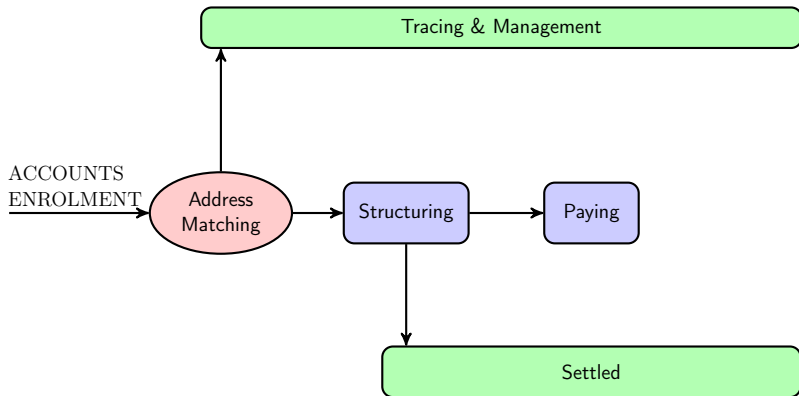 Tracing & Management
ACCOUNTS
ENROLMENT
Address
Matching
Structuring
Paying
Settled